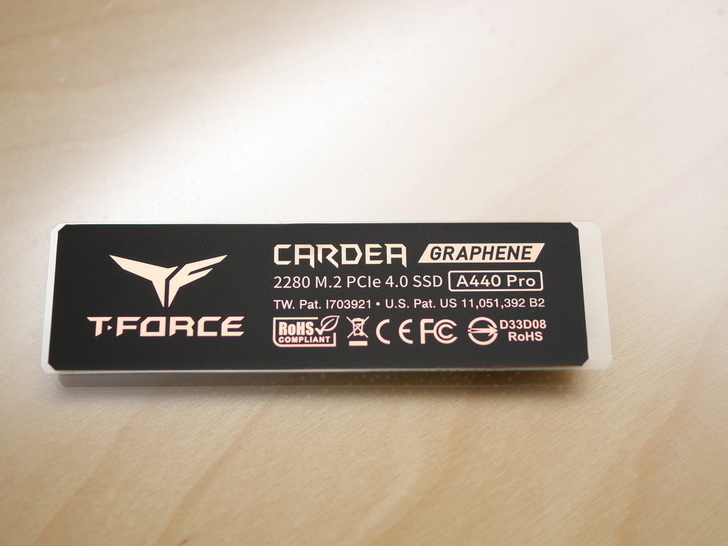 T-FORCE
CARDEA GRAPHENE
2280 M.2 PCIe 4.0 SSD A440 Pro
TW. Pat. I703921 • U.S. Pat. US 11,051,392 B2
RoHS
COMPLIANT
CE FC
D33D08
RoHS